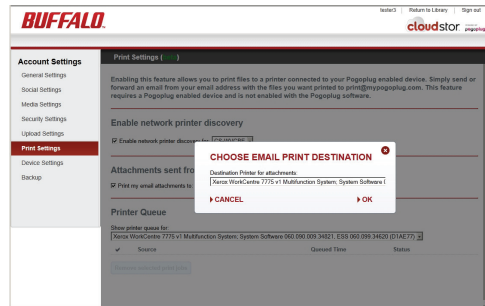 tester3 | Return to Library | Sign out
BUFFALO
cloudstor pogoplug
Account Settings
General Settings
Social Settings
Media Settings
Security Settings
Upload Settings
Print Settings
Device Settings
Backup
Print Settings
Enabling this feature allows you to print files to a printer connected to your Pogoplug enabled device. Simply send or
forward an email from your email address with the files you want printed to print@mypogoplug.com. This feature
requires a Pogoplug enabled device and is not enabled with the Pogoplug software.
Enable network printer discovery
Enable network printer discovery for
Attachments sent fro
Print my email attachments to
CHOOSE EMAIL PRINT DESTINATION
Destination Printer for attachments:
Xerox WorkCentre 7775 v1 Multifunction System; System Software
CANCEL
OK
Printer Queue
Show printer queue for:
Xerox WorkCentre 7775 v1 Multifunction System; System Software 060.090.009.34821, ESS 060.099.34620 (D1AE77)
Source Queued Time Status